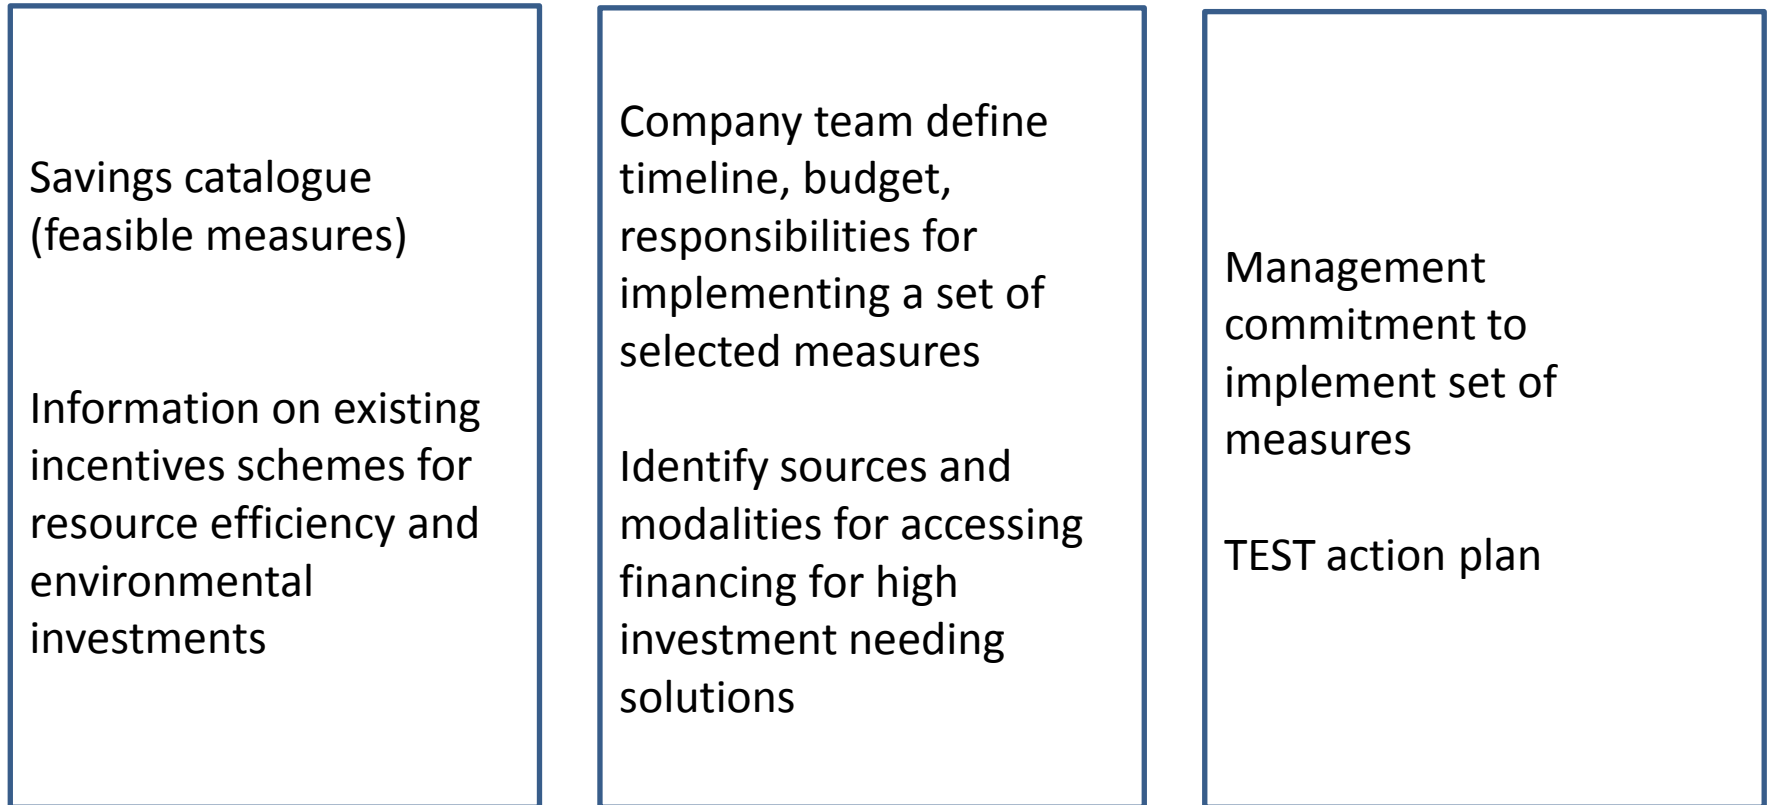 Savings catalogue
(feasible measures)
Information on existing
incentives schemes for
resource efficiency and
environmental
investments
Company team define
timeline, budget,
responsibilities for
implementing a set of
selected measures
Identify sources and
modalities for accessing
financing for high
investment needing
solutions
Management
commitment to
implement set of
measures
TEST action plan